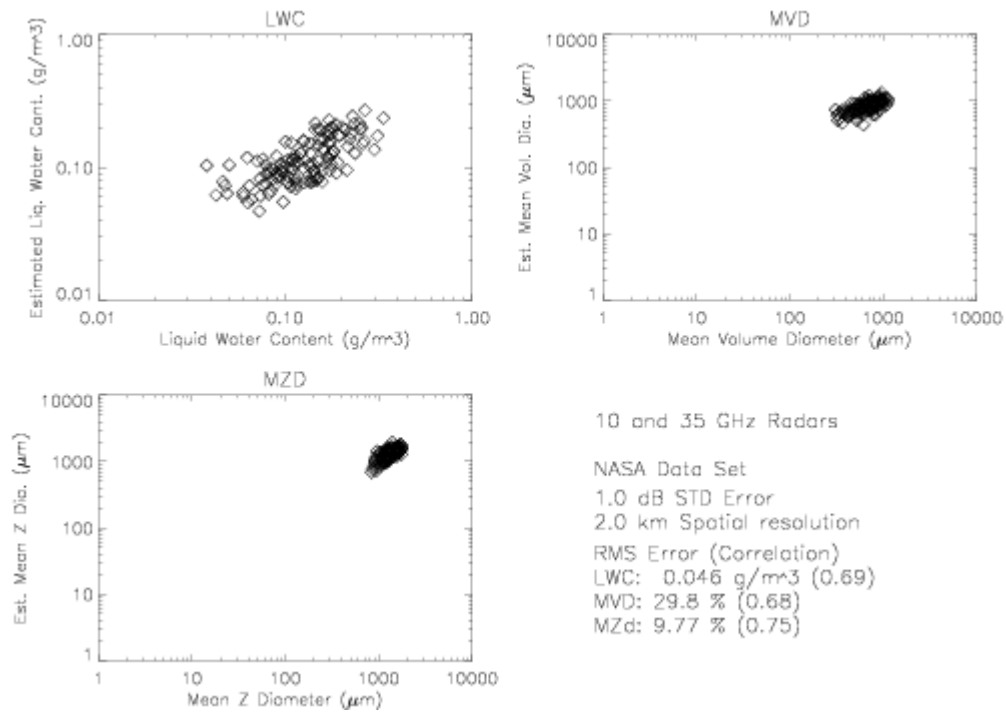 LWC
Estimated Liq. Water Cont. (g/m^3)
1.00
0.10
0.01
0.01
0.10
1.00
Liquid Water Content (g/m^3)
MVD
Est. Mean Vol. Dia. (μm)
10000
1000
100
10
1
1
10
100
1000
10000
Mean Volume Diameter (μm)
MZD
Est. Mean Z Dia. (μm)
10000
1000
100
10
1
1
10
100
1000
10000
Mean Z Diameter (μm)
10 and 35 GHz Radars
NASA Data Set
1.0 dB STD Error
2.0 km Spatial resolution
RMS Error (Correlation)
LWC: 0.046 g/m^3 (0.69)
MVD: 29.8 % (0.68)
MZd: 9.77 % (0.75)